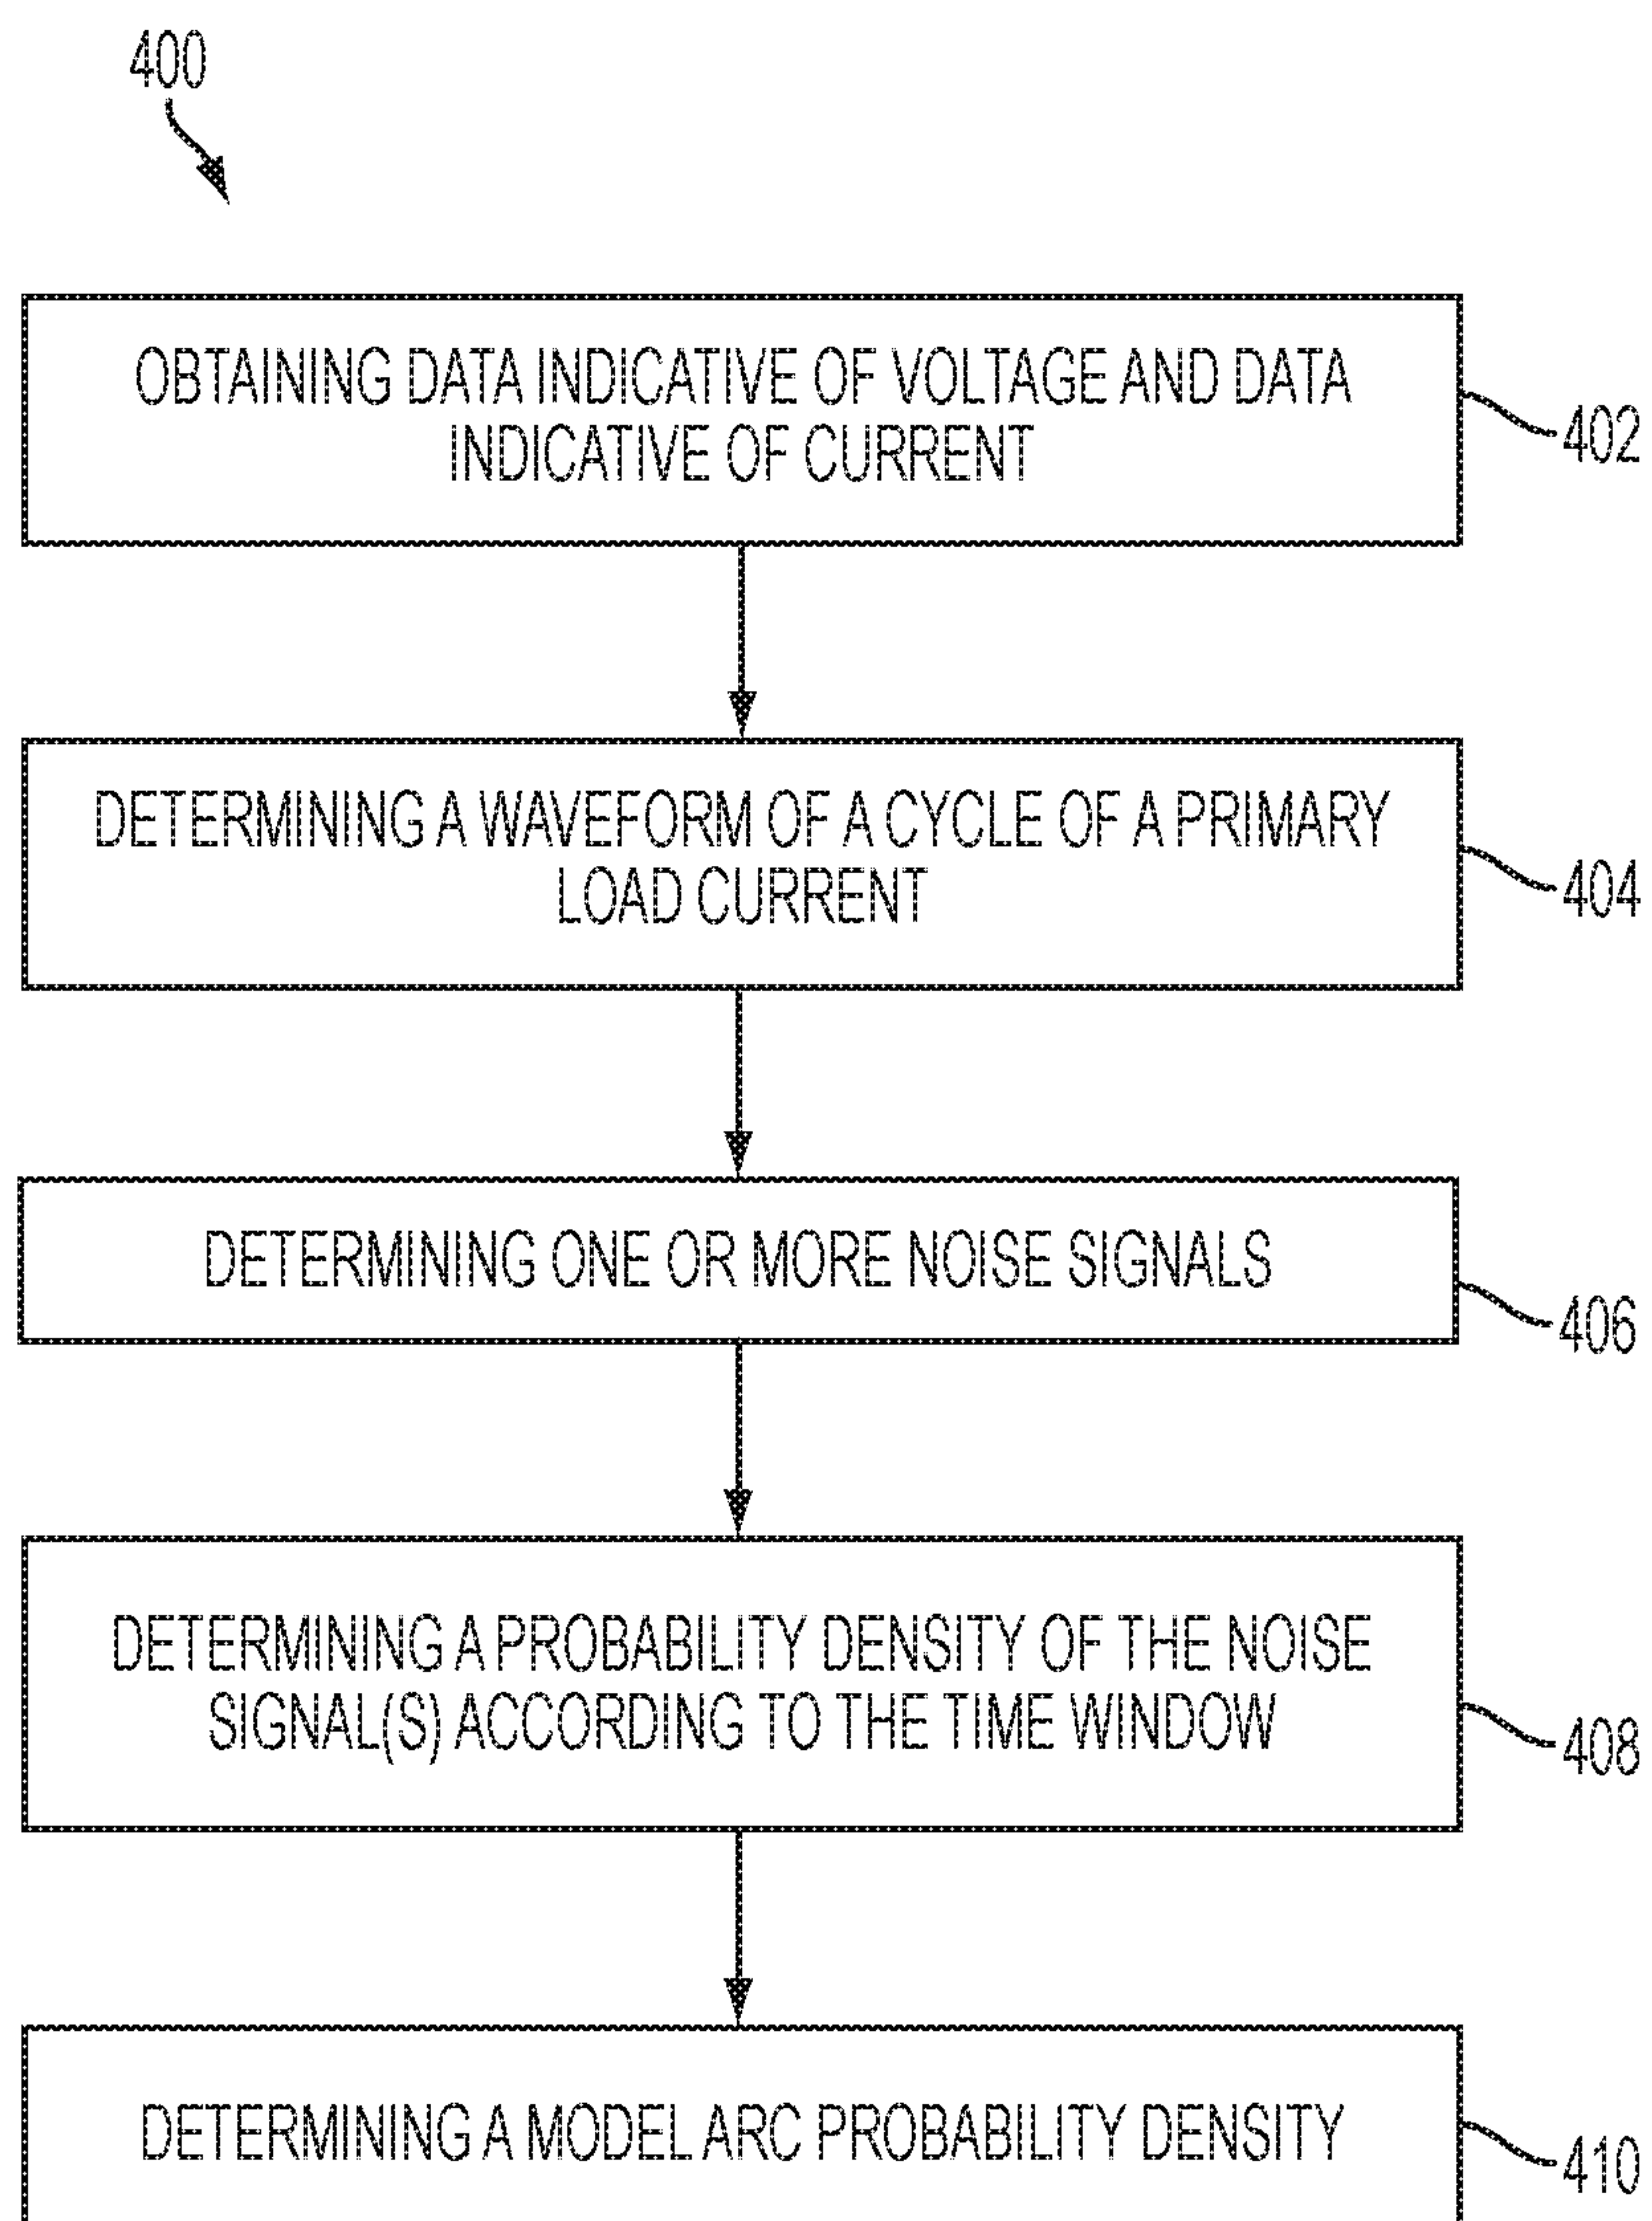 400
OBTAINING DATA INDICATIVE OF VOLTAGE AND DATA
INDICATIVE OF CURRENT
402
DETERMINING A WAVEFORM OF A CYCLE OF A PRIMARY
LOAD CURRENT
404
DETERMINING ONE OR MORE NOISE SIGNALS
406
DETERMINING A PROBABILITY DENSITY OF THE NOISE
SIGNAL(S) ACCORDING TO THE TIME WINDOW
408
DETERMINING A MODEL ARC PROBABILITY DENSITY
410